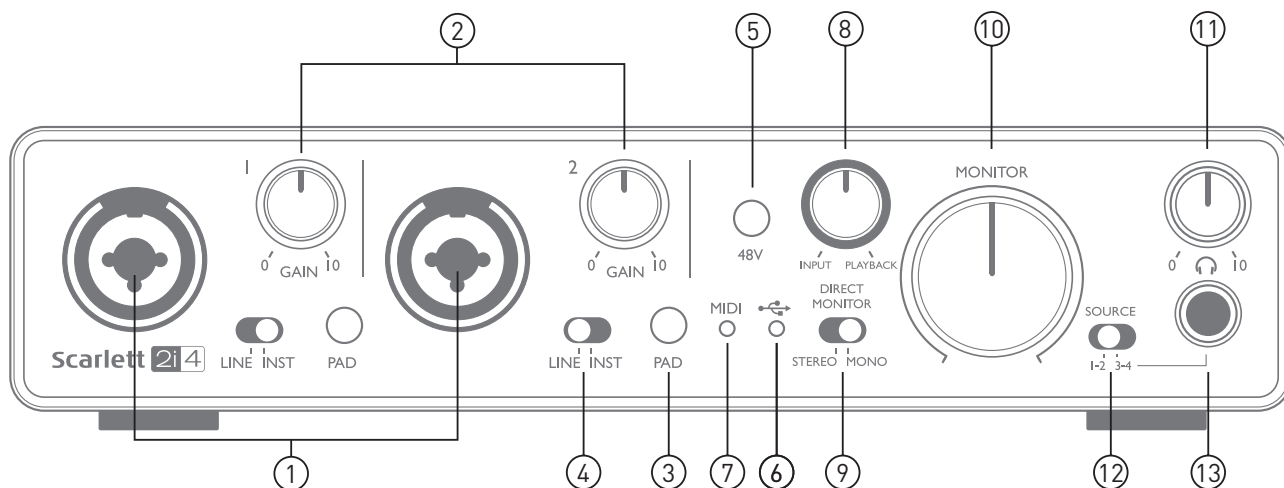 2
5
8
10
11
1
2
MONITOR
0 GAIN 10
0 GAIN 10
48V
INPUT PLAYBACK
0 10
DIRECT
MONITOR
MIDI
SOURCE
Scarlett 2i4
LINE INST
PAD
LINE INST
PAD
STEREO MONO
1-2 3-4
1
4
3
7
6
9
12
13